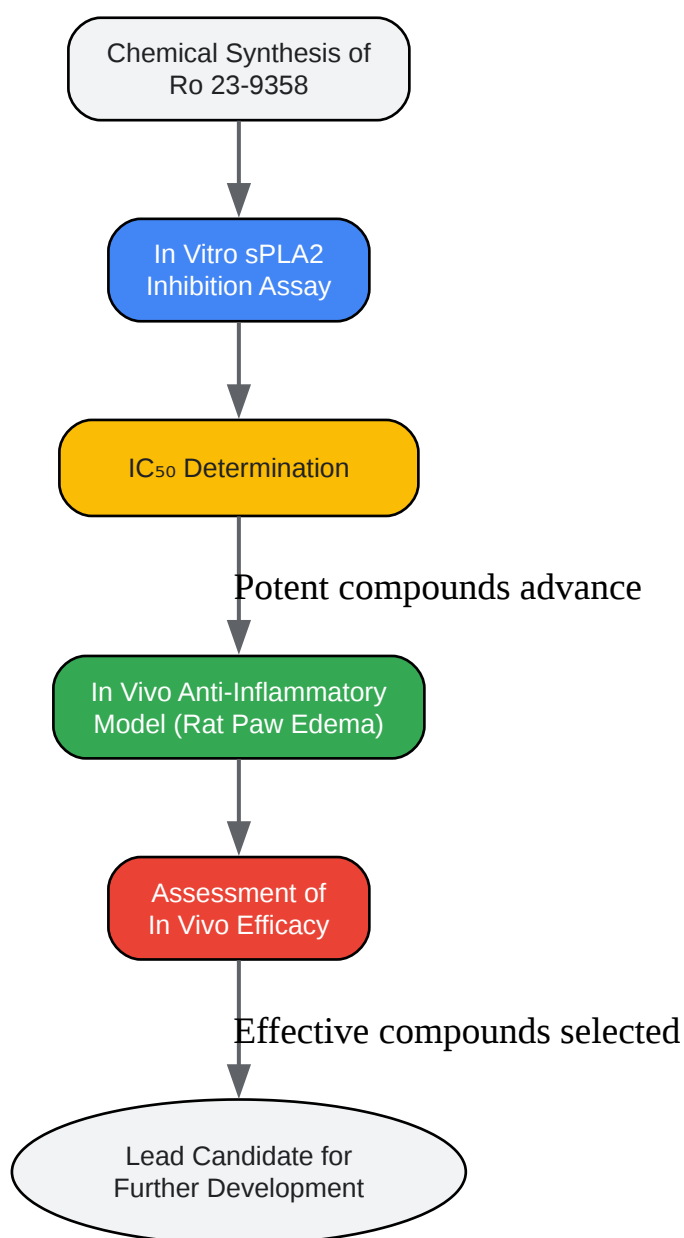 Chemical Synthesis of
Ro 23-9358
In Vitro sPLA2
Inhibition Assay
IC₅₀ Determination
Potent compounds advance
In Vivo Anti-Inflammatory
Model (Rat Paw Edema)
Assessment of
In Vivo Efficacy
Effective compounds selected
Lead Candidate for
Further Development